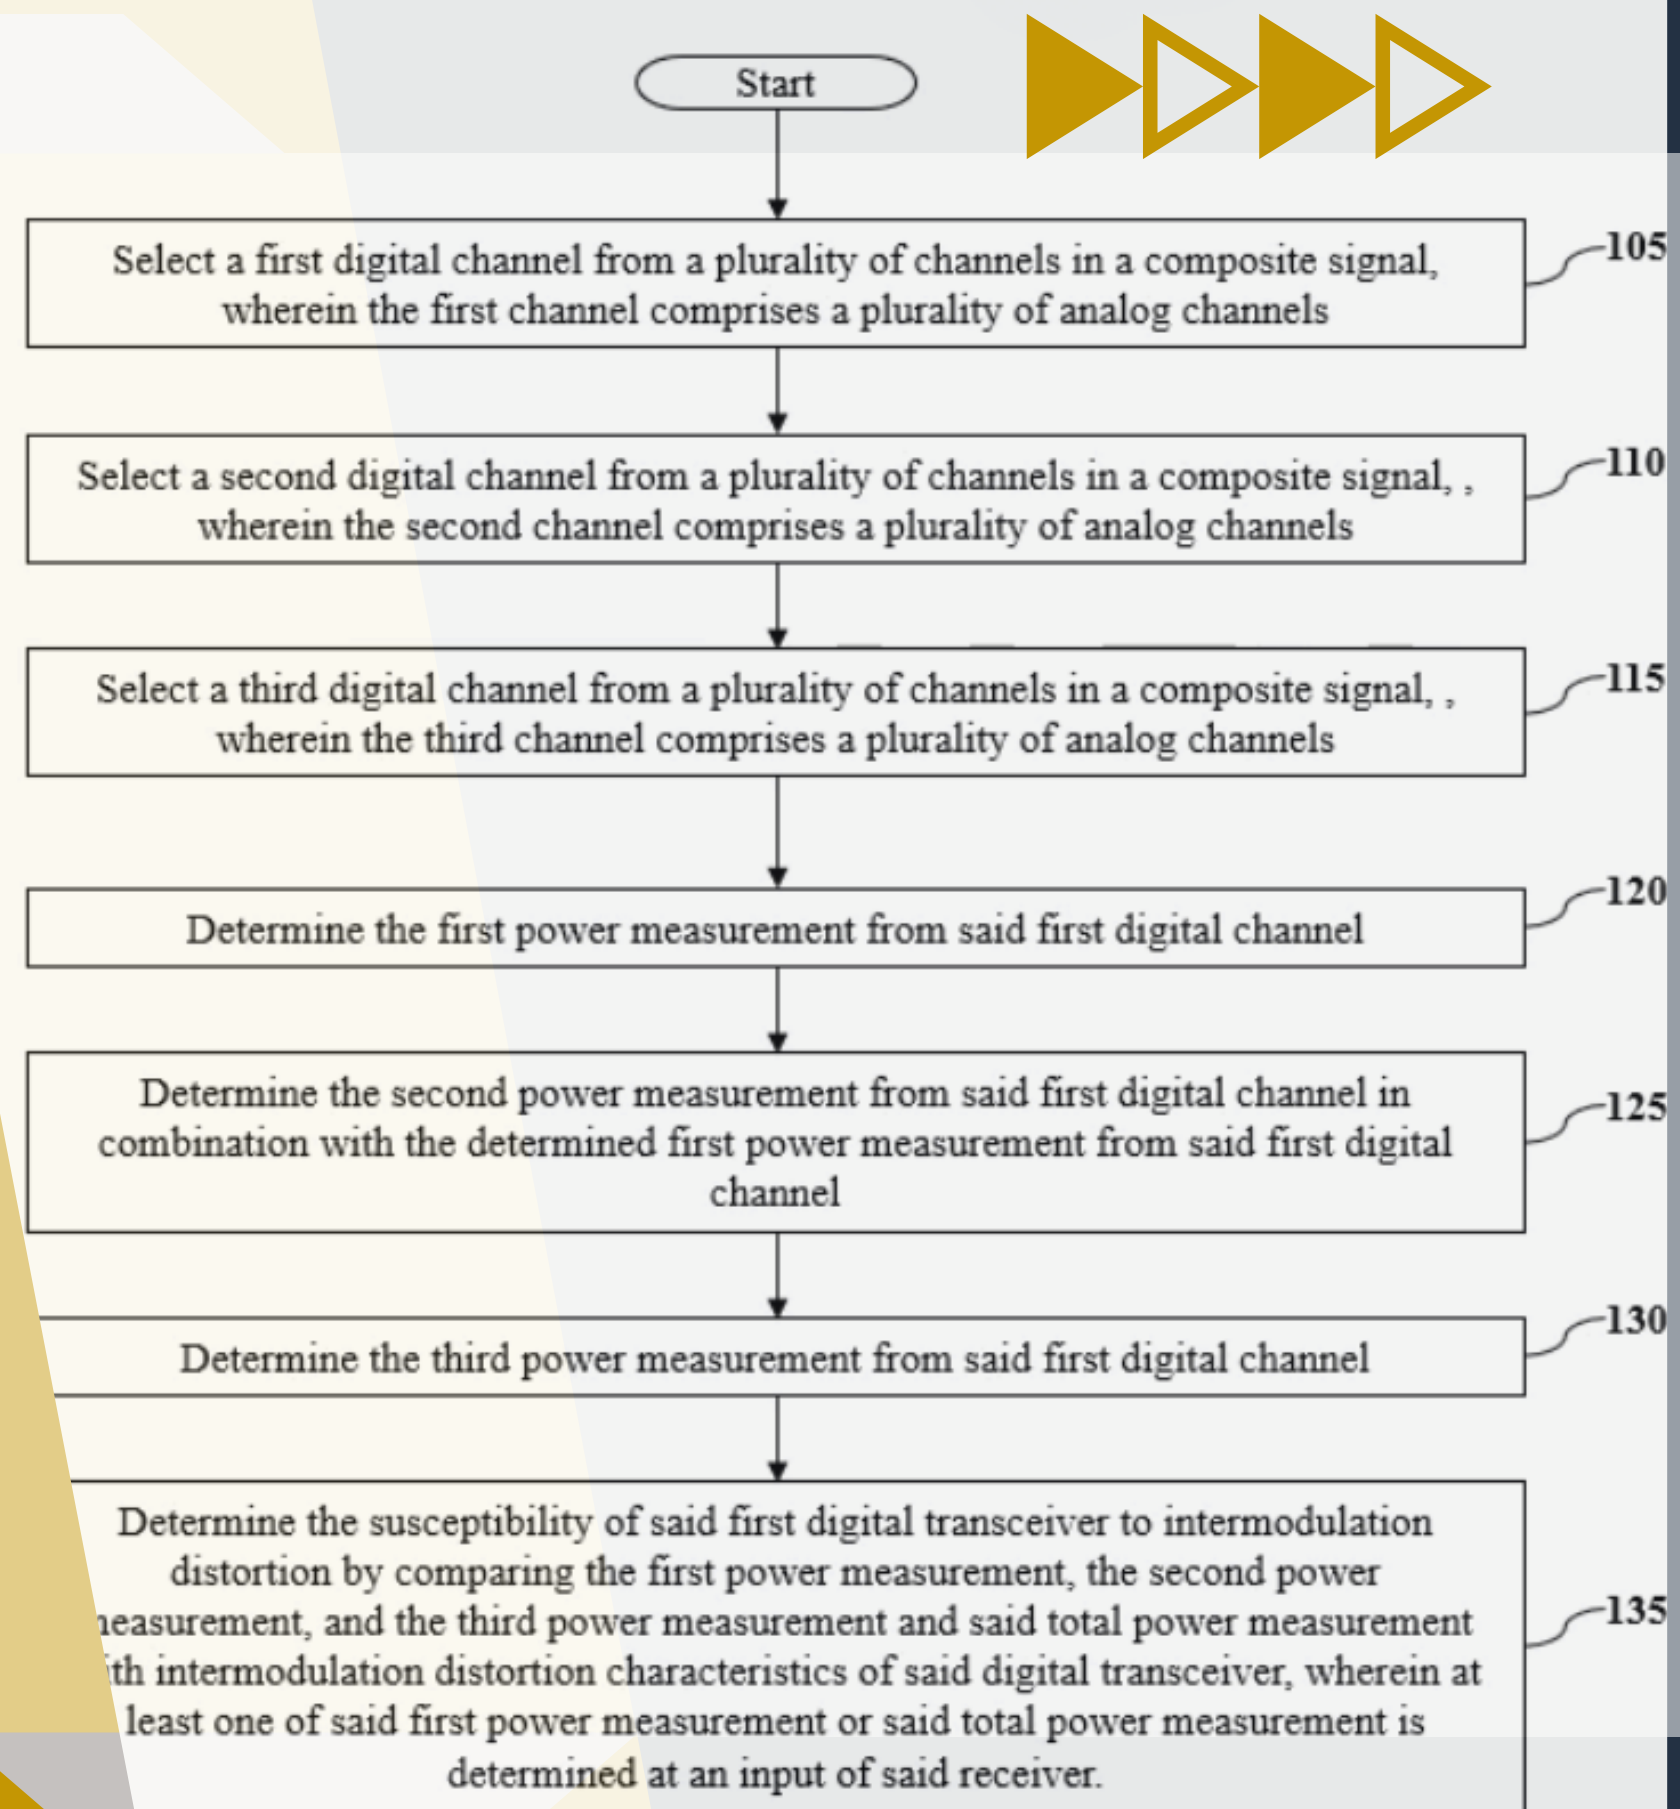 Start
Select a first digital channel from a plurality of channels in a composite signal,
wherein the first channel comprises a plurality of analog channels
105
Select a second digital channel from a plurality of channels in a composite signal, ,
wherein the second channel comprises a plurality of analog channels
110
Select a third digital channel from a plurality of channels in a composite signal, ,
wherein the third channel comprises a plurality of analog channels
115
Determine the first power measurement from said first digital channel
120
Determine the second power measurement from said first digital channel in
combination with the determined first power measurement from said first digital
channel
125
Determine the third power measurement from said first digital channel
130
Determine the susceptibility of said first digital transceiver to intermodulation
distortion by comparing the first power measurement, the second power
and the third power measurement and said total power measurement
intermodulation distortion characteristics of said digital transceiver, wherein at
least one of said first power measurement or said total power measurement is
determined at an input of said receiver.
135